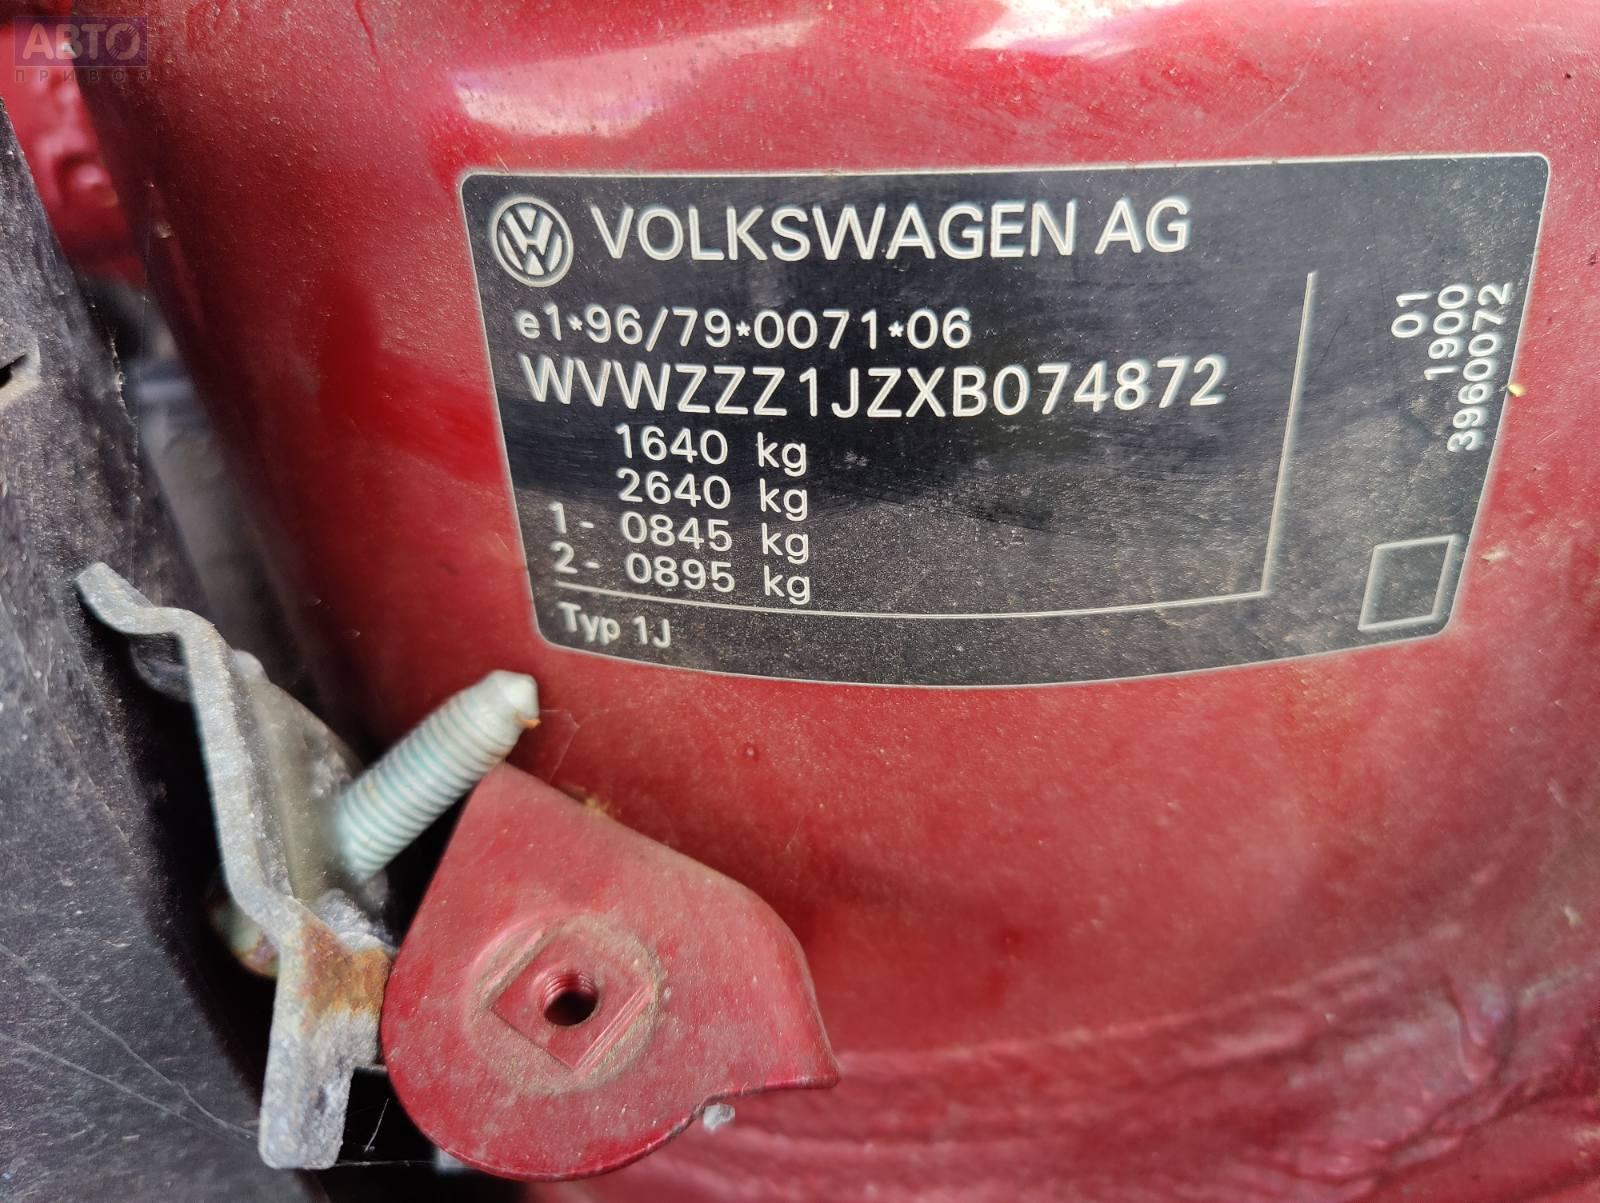 АВТО
ПРИВОЗ
VOLKSWAGEN AG
e1*96/79*0071*06
WVWZZZ1JZXB074872
1640 kg
2640 kg
1- 0845 kg
2- 0895 kg
Typ 1J
01
1900
3960072